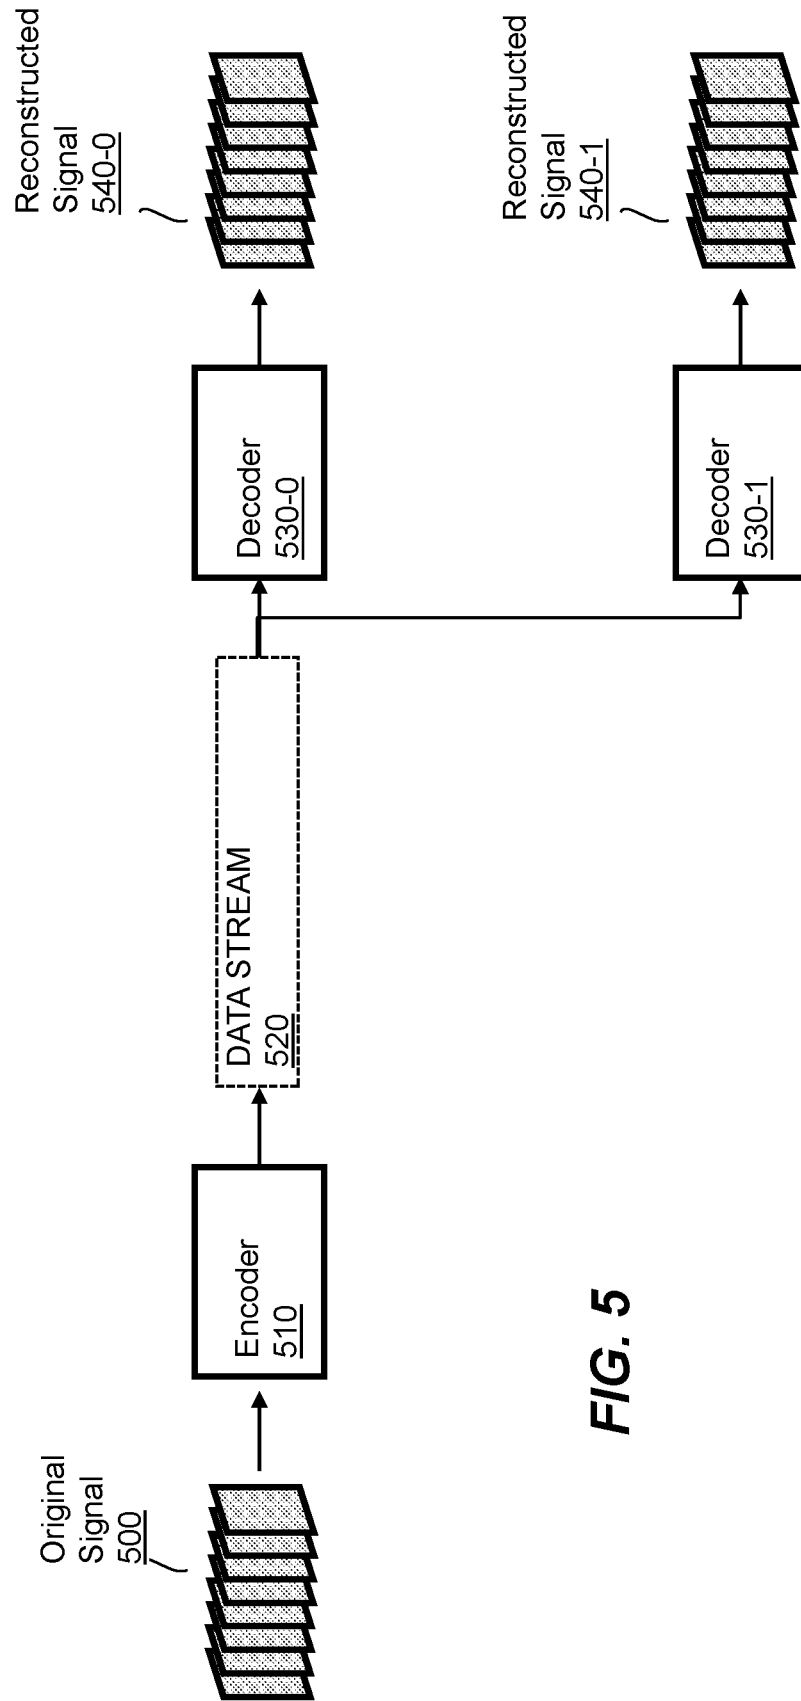 Original
Signal
500
Encoder
510
DATA STREAM
520
Decoder
530-0
Reconstructed
Signal
540-0
Decoder
530-1
Reconstructed
Signal
540-1
FIG. 5